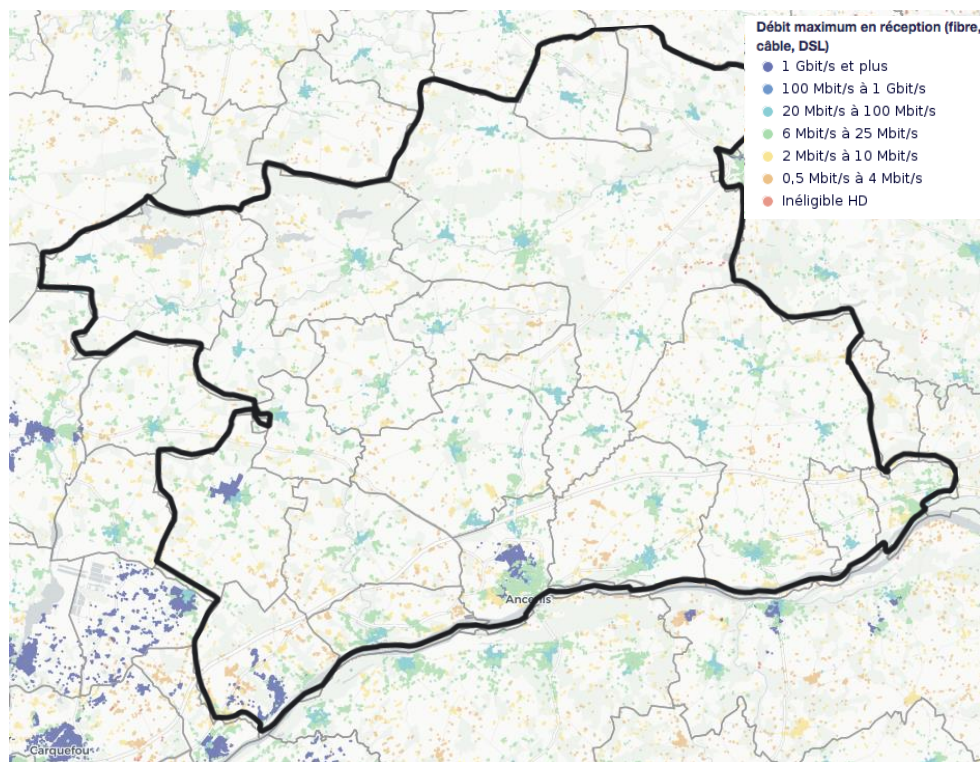 Débit maximum en réception (fibre,
câble, DSL)
1 Gbit/s et plus
100 Mbit/s à 1 Gbit/s
20 Mbit/s à 100 Mbit/s
6 Mbit/s à 25 Mbit/s
2 Mbit/s à 10 Mbit/s
0,5 Mbit/s à 4 Mbit/s
Inéligible HD
Ancenis
Carquefou